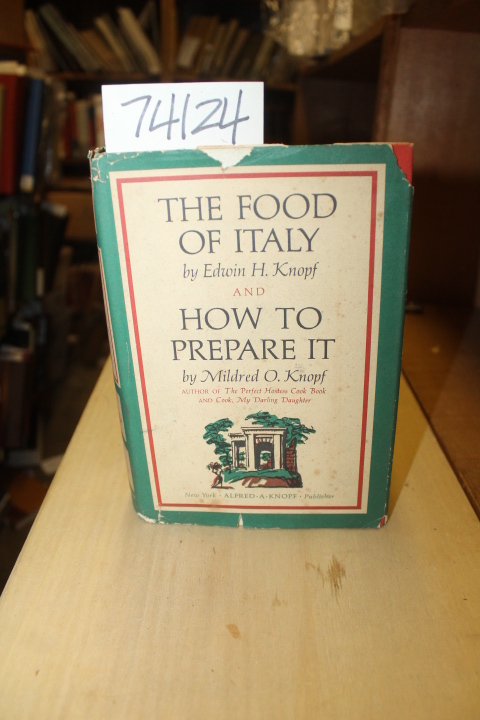 74124
THE FOOD
OF ITALY
by Edwin H. Knopf
AND
HOW TO
PREPARE IT
by Mildred O. Knopf
AUTHOR OF The Perfect Hostess Cook Book
AND Cook, My Darling Daughter
New York · ALFRED · A · KNOPF · Publisher